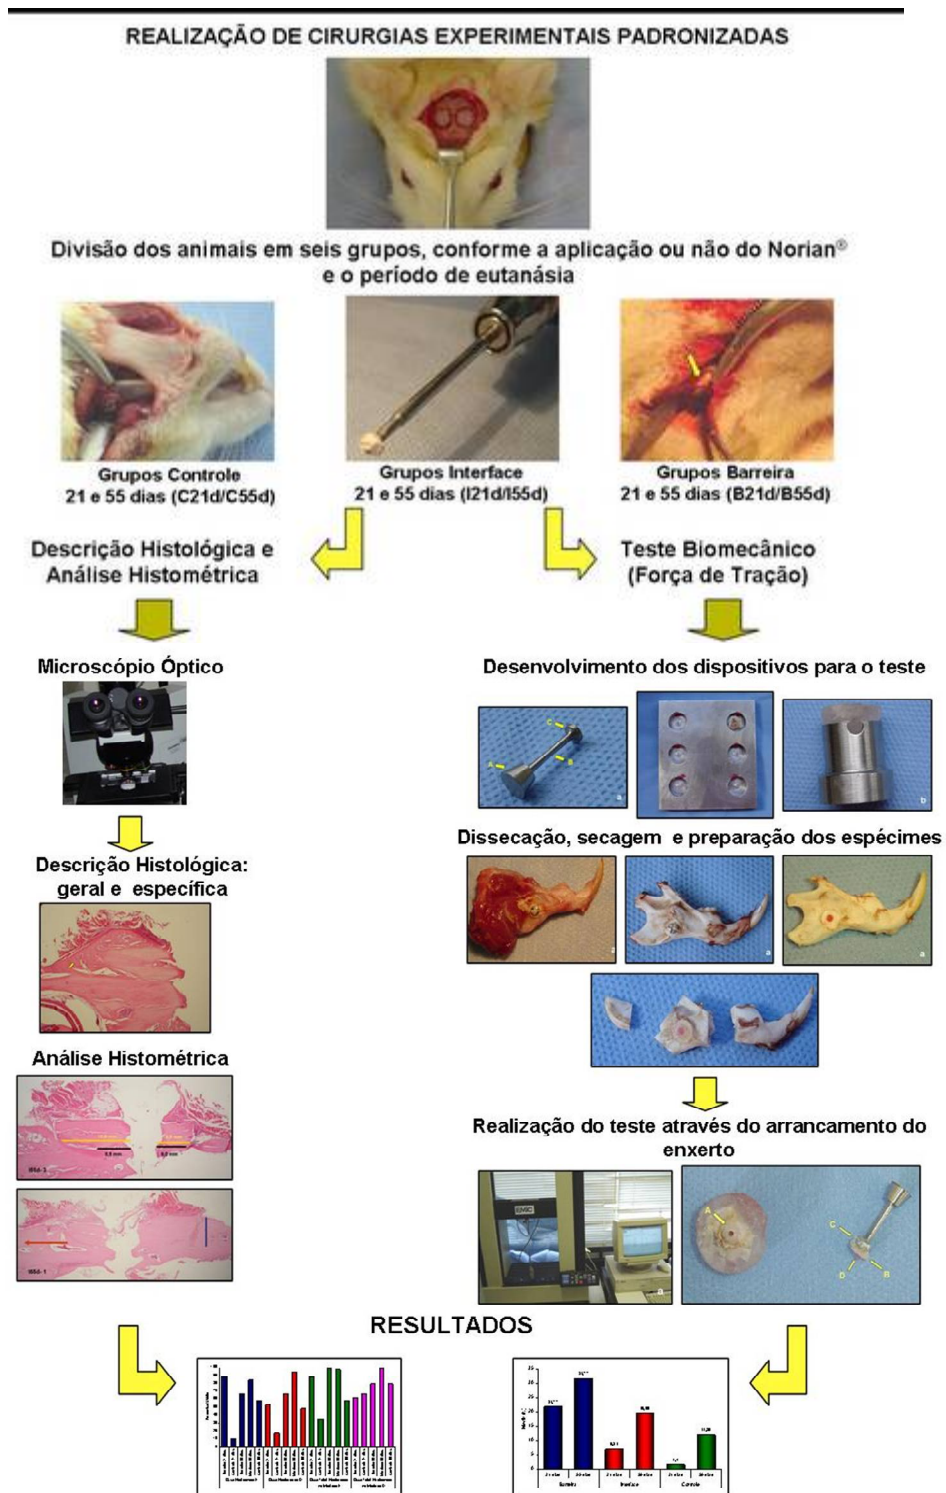 REALIZAÇÃO DE CIRURGIAS EXPERIMENTAIS PADRONIZADAS
Divisão dos animais em seis grupos, conforme a aplicação ou não do Norian®
e o período de eutanásia
Grupos Controle
21 e 55 dias (C21d/C55d)
Grupos Interface
21 e 55 dias (I21d/I55d)
Grupos Barreira
21 e 55 dias (B21d/B55d)
Descrição Histológica e
Análise Histométrica
Teste Biomecânico
(Força de Tração)
Microscópio Óptico
Desenvolvimento dos dispositivos para o teste
A
B
C
a
b
Dissecação, secagem e preparação dos espécimes
a
a
a
Descrição Histológica:
geral e específica
Análise Histométrica
Realização do teste através do arrancamento do
enxerto
EMIC
a
A
C
D
B
RESULTADOS
Barreira
Interface
Controle